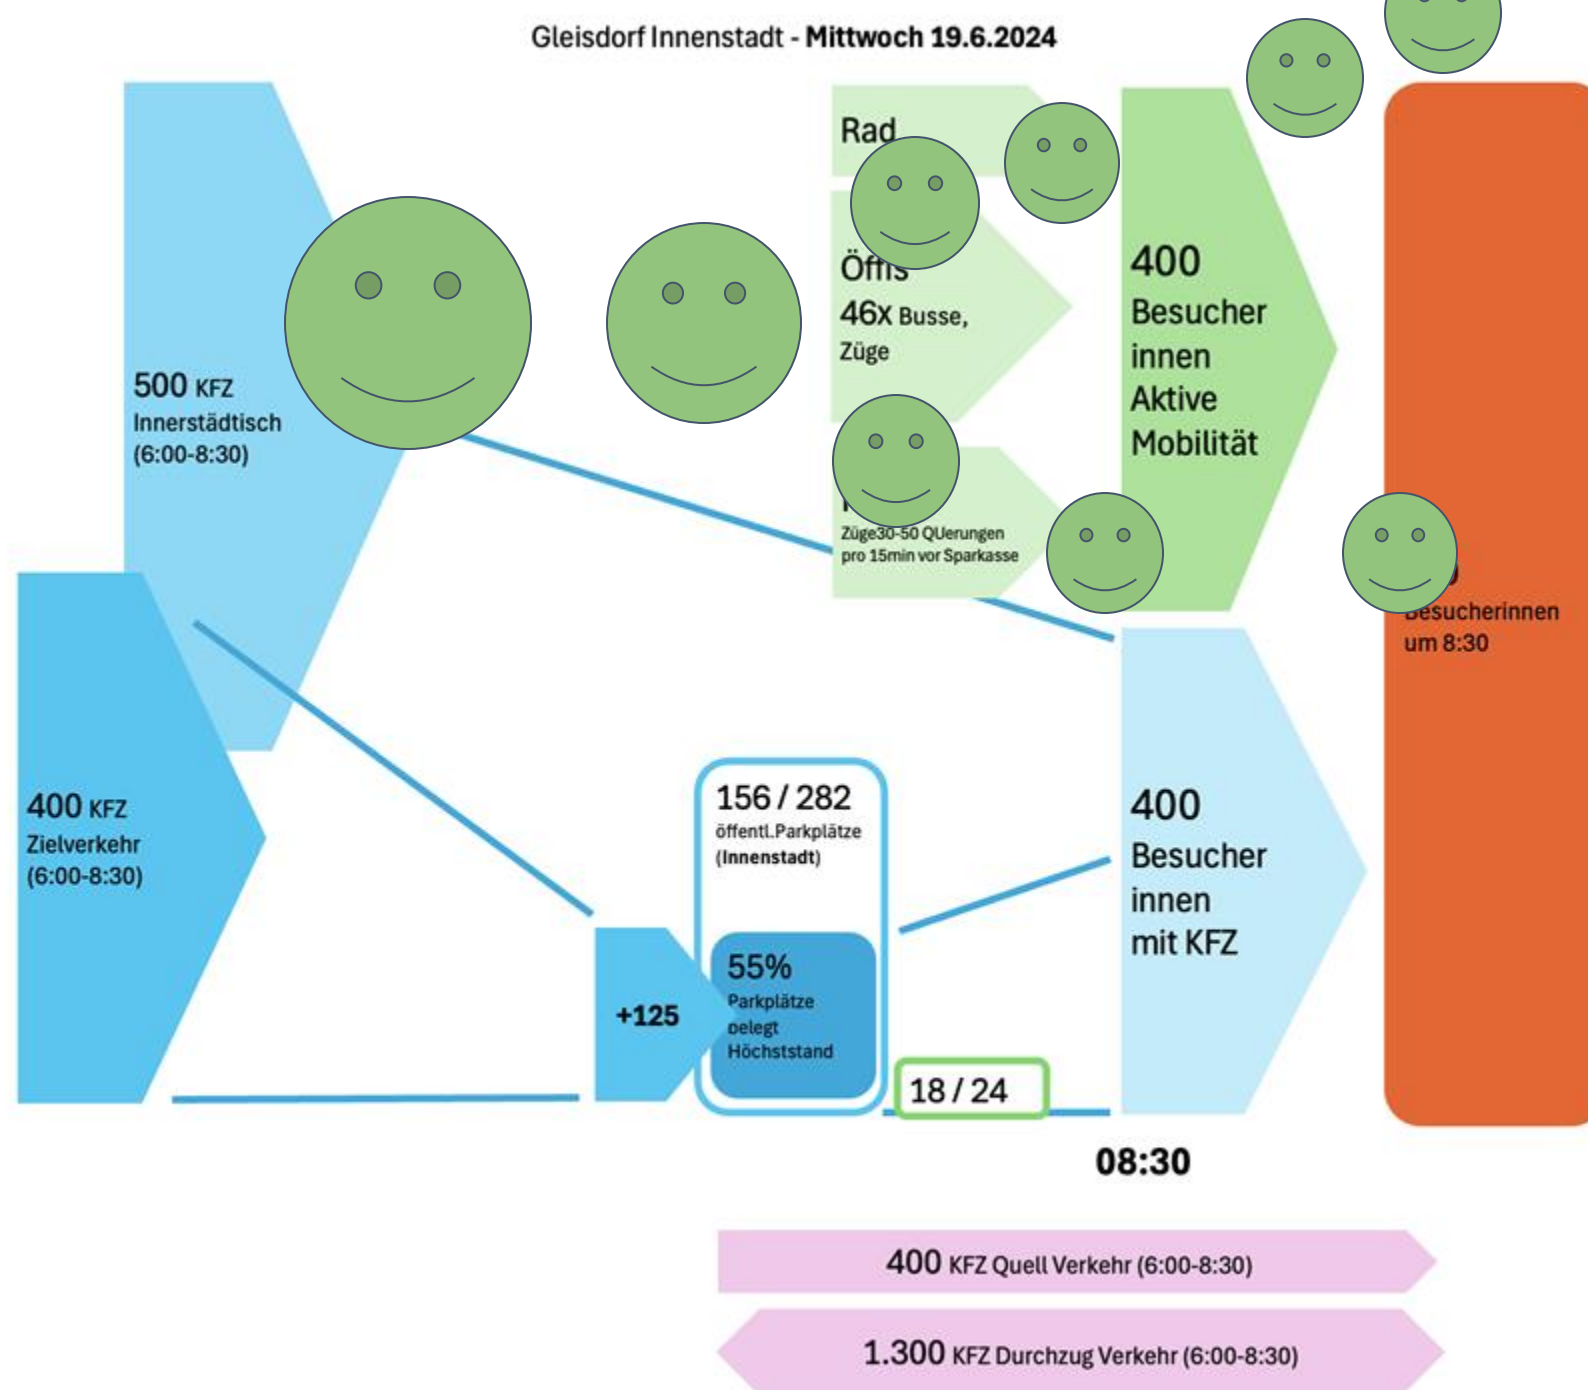 Gleisdorf Innenstadt - Mittwoch 19.6.2024
500 KFZ
Innerstädtisch
(6:00-8:30)
400 KFZ
Zielverkehr
(6:00-8:30)
Rad
Öffis
46x Busse,
Züge
Züge30-50 QUerungen
pro 15min vor Sparkasse
400
Besucher
innen
Aktive
Mobilität
Besucherinnen
um 8:30
156 / 282
öffentl.Parkplätze
(Innenstadt)
+125
55%
Parkplätze
belegt
Höchststand
18 / 24
400
Besucher
innen
mit KFZ
08:30
400 KFZ Quell Verkehr (6:00-8:30)
1.300 KFZ Durchzug Verkehr (6:00-8:30)